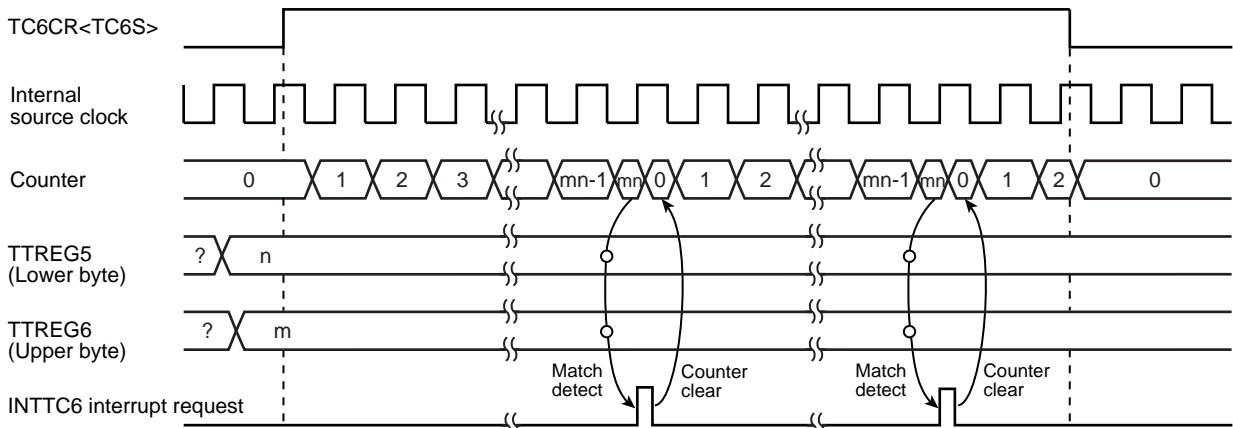 TC6CR<TC6S>
Internal
source clock
Counter
0 1 2 3 mn-1 mn 0 1 2 mn-1 mn 0 1 2 0
TTREG5
(Lower byte)
? n
TTREG6
(Upper byte)
? m
Match
detect
Counter
clear
Match
detect
Counter
clear
INTTC6 interrupt request